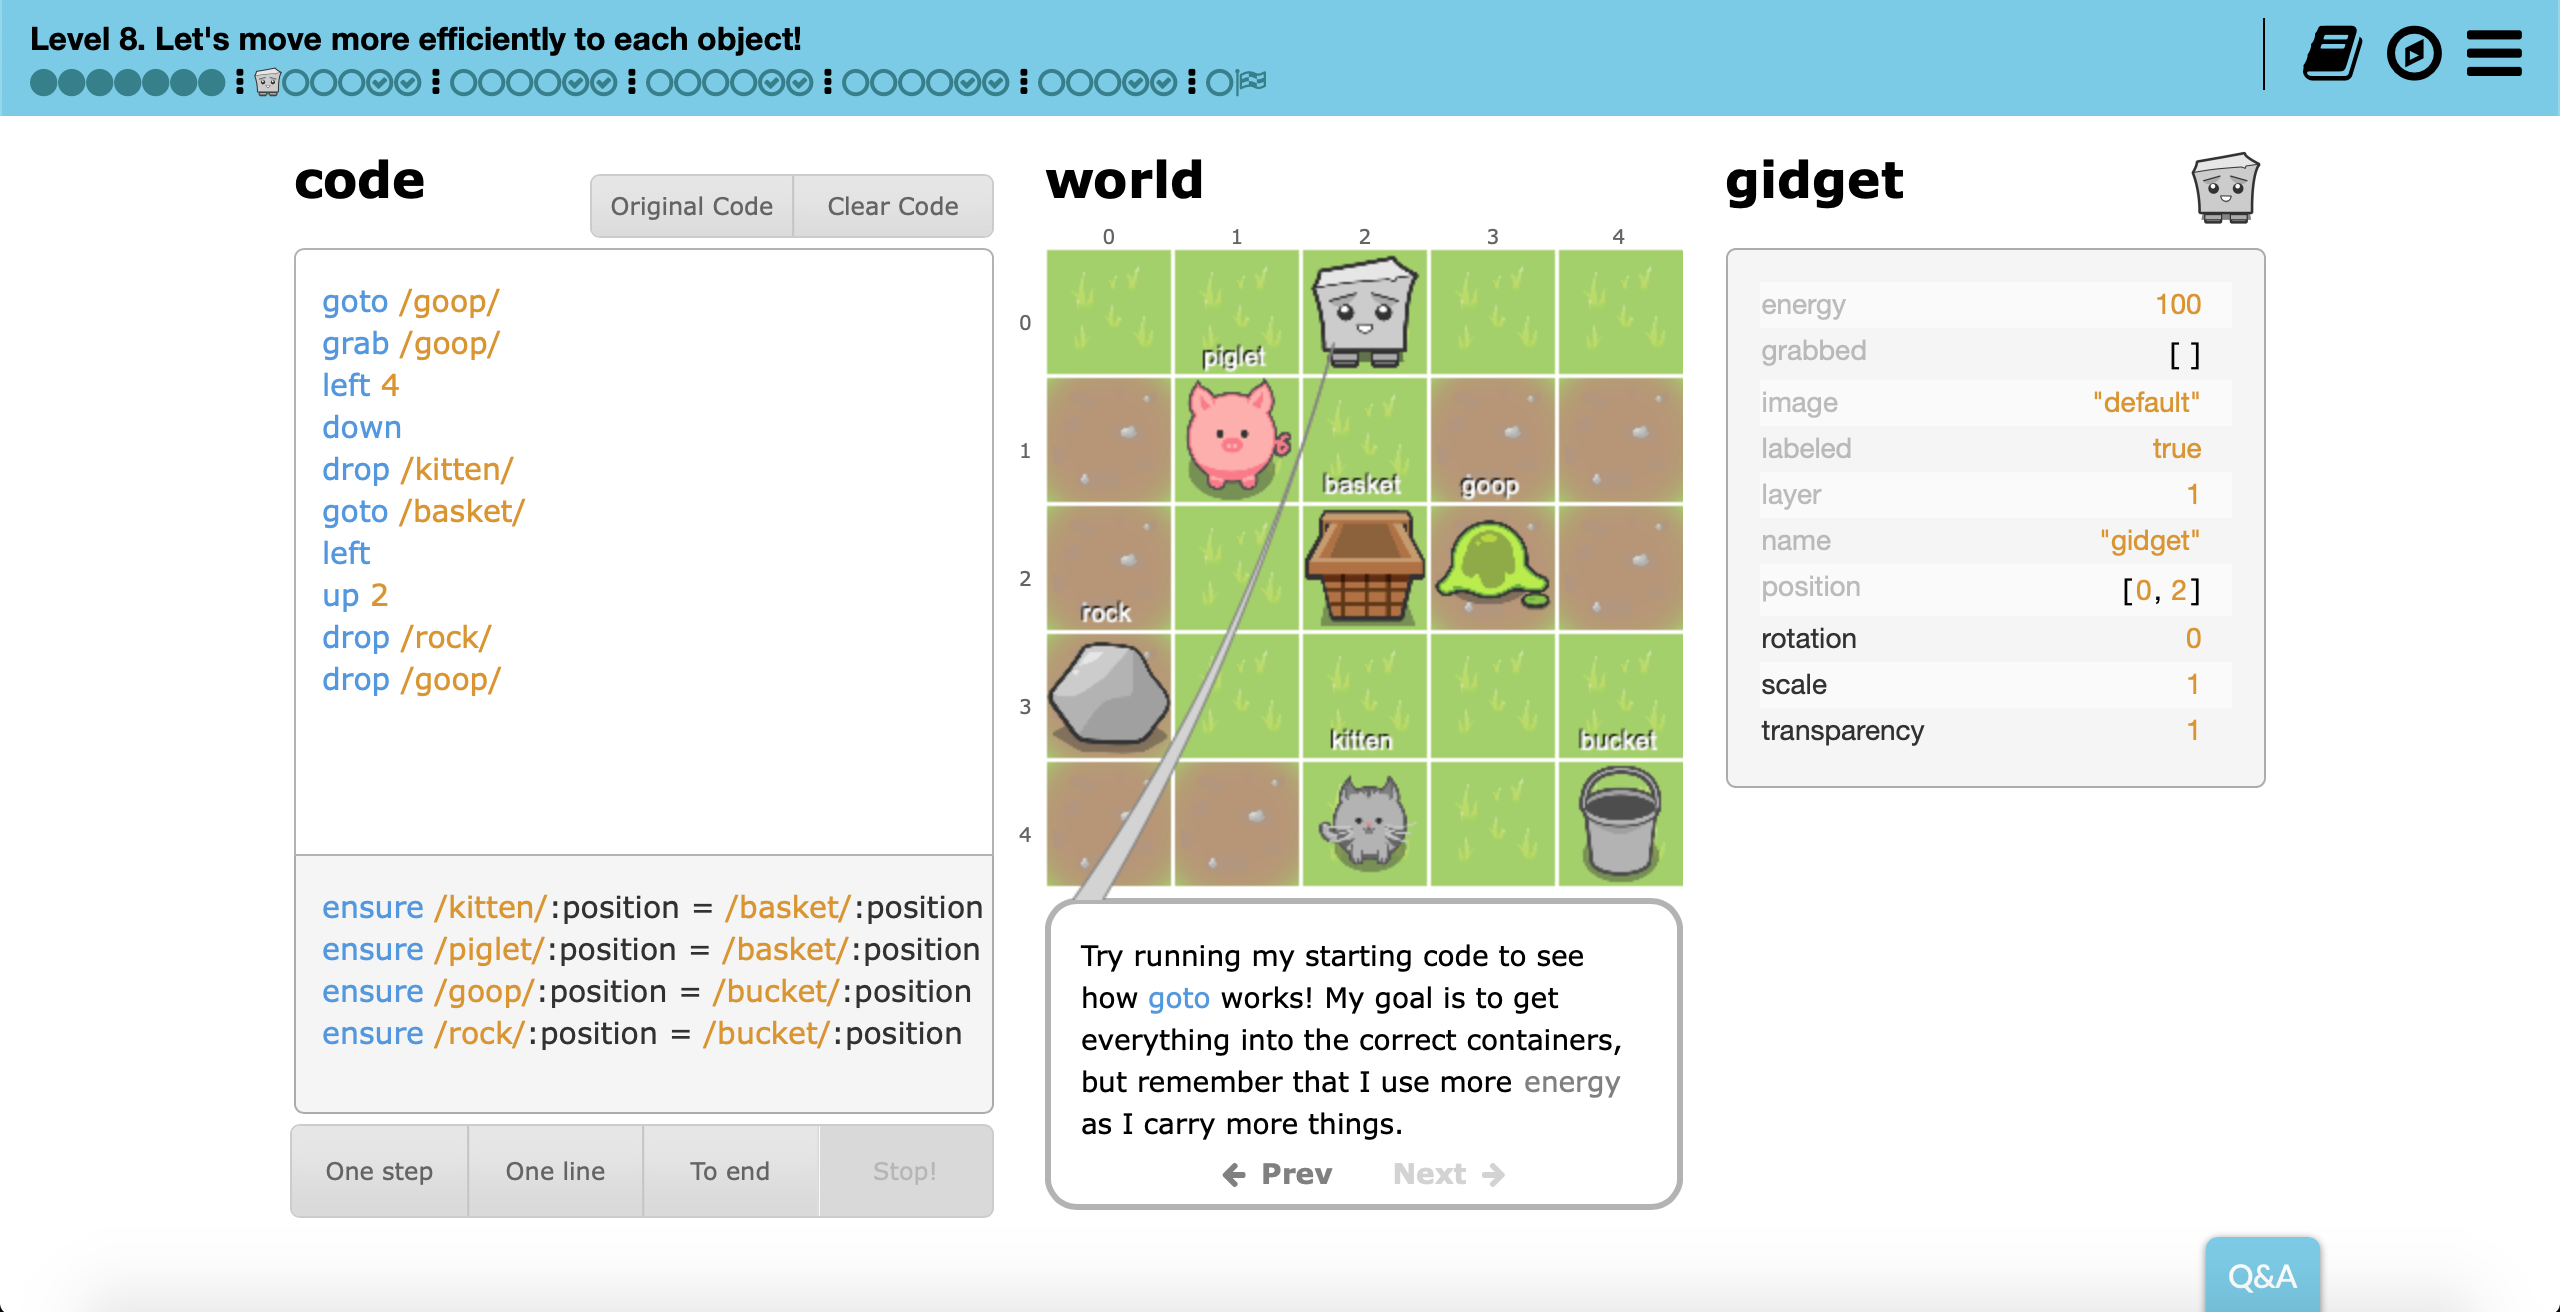 Level 8. Let's move more efficiently to each object!
code
Original Code
Clear Code
goto /goop/
grab /goop/
left 4
down
drop /kitten/
goto /basket/
left
up 2
drop /rock/
drop /goop/
ensure /kitten/:position = /basket/:position
ensure /piglet/:position = /basket/:position
ensure /goop/:position = /bucket/:position
ensure /rock/:position = /bucket/:position
One step
One line
To end
Stop!
world
0 1 2 3 4
0
piglet
1
basket
goop
2
rock
3
kitten
bucket
4
Try running my starting code to see
how goto works! My goal is to get
everything into the correct containers,
but remember that I use more energy
as I carry more things.
Prev
Next
gidget
energy 100
grabbed [ ]
image "default"
labeled true
layer 1
name "gidget"
position [0, 2]
rotation 0
scale 1
transparency 1
Q&A